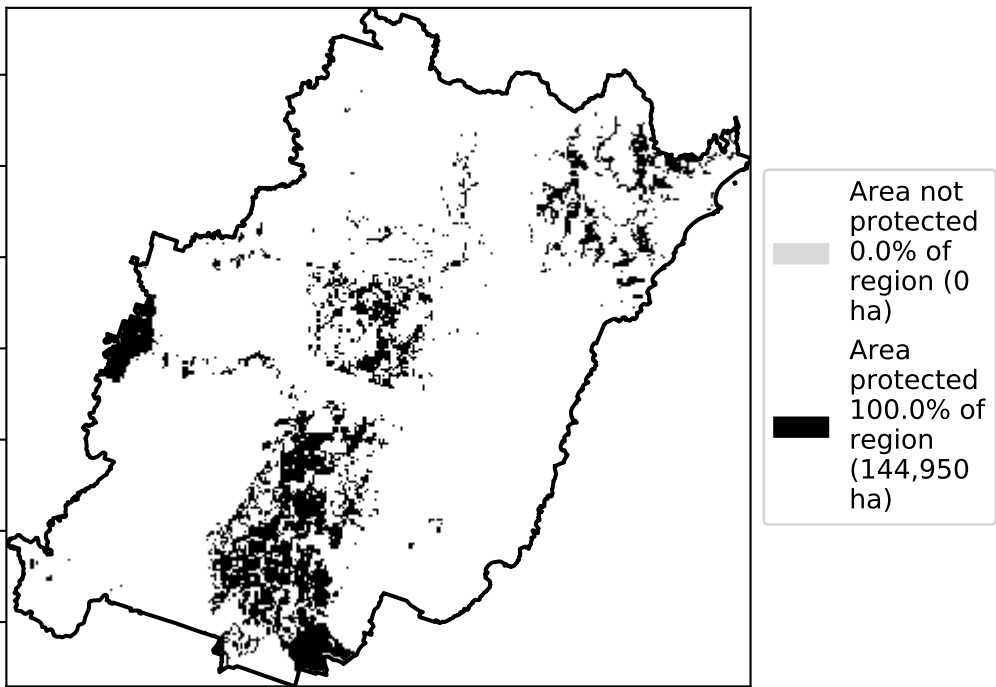 Area not
protected
0.0% of
region (0
ha)
Area
protected
100.0% of
region
(144,950
ha)